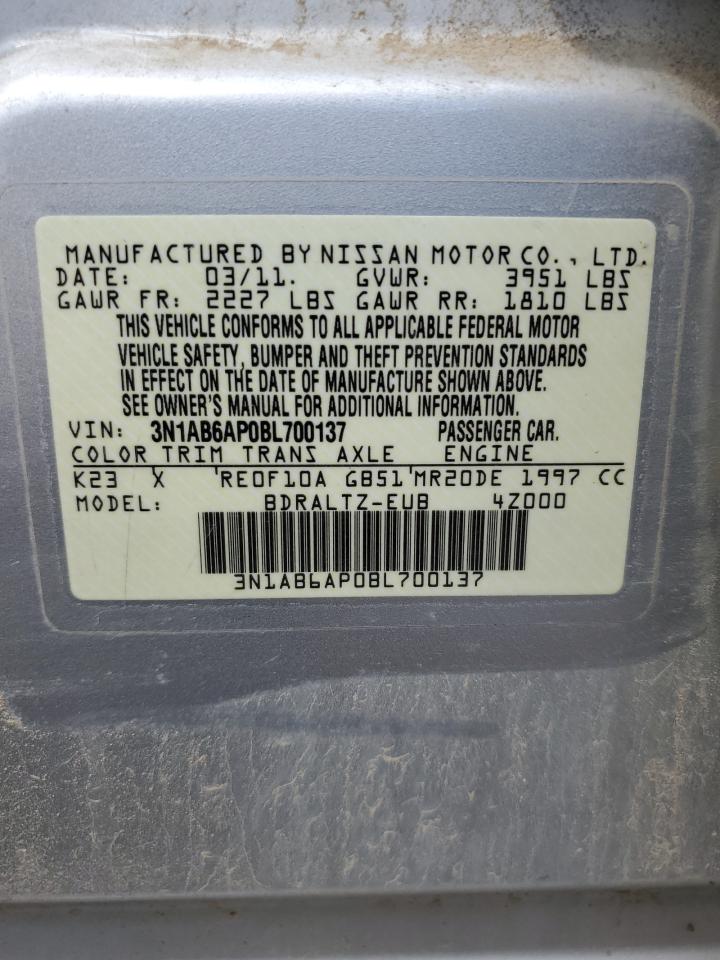 MANUFACTURED BY NISSAN MOTOR CO., LTD.
DATE: 03/11. GVWR: 3951 LBS
GAWR FR: 2227 LBS GAWR RR: 1810 LBS
THIS VEHICLE CONFORMS TO ALL APPLICABLE FEDERAL MOTOR
VEHICLE SAFETY, BUMPER AND THEFT PREVENTION STANDARDS
IN EFFECT ON THE DATE OF MANUFACTURE SHOWN ABOVE.
SEE OWNER'S MANUAL FOR ADDITIONAL INFORMATION.
VIN: 3N1AB6AP0BL700137 PASSENGER CAR.
COLOR TRIM TRANS AXLE ENGINE
K23 X RE0F10A GB51 MR20DE 1997 CC
MODEL: BDRALTZ-EUB 4Z000
3N1AB6AP0BL700137